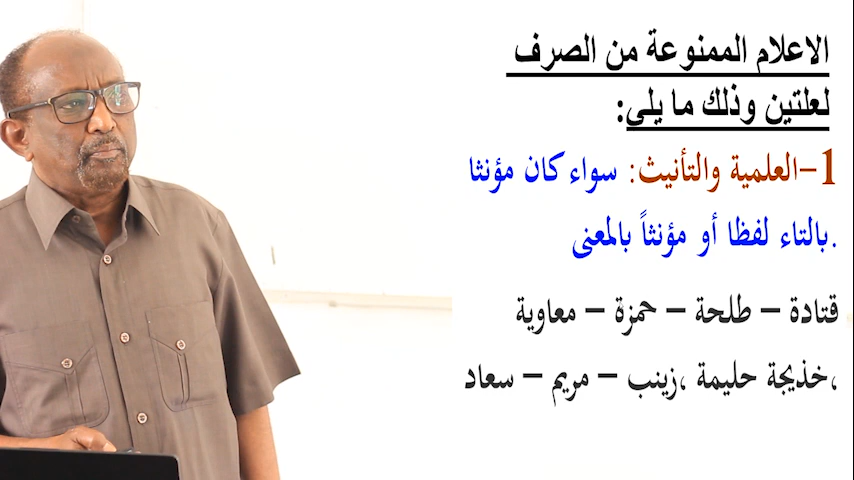 الاعلام الممنوعة من الصرف
لعلتين وذلك ما يلي:
1-العلمية والتأنيث: سواء كان مؤنثا
بالتاء لفظا أو مؤنثاً بالمعنى.
قتادة – طلحة – حمزة – معاوية
،خذيجة حليمة ،زينب – مريم – سعاد